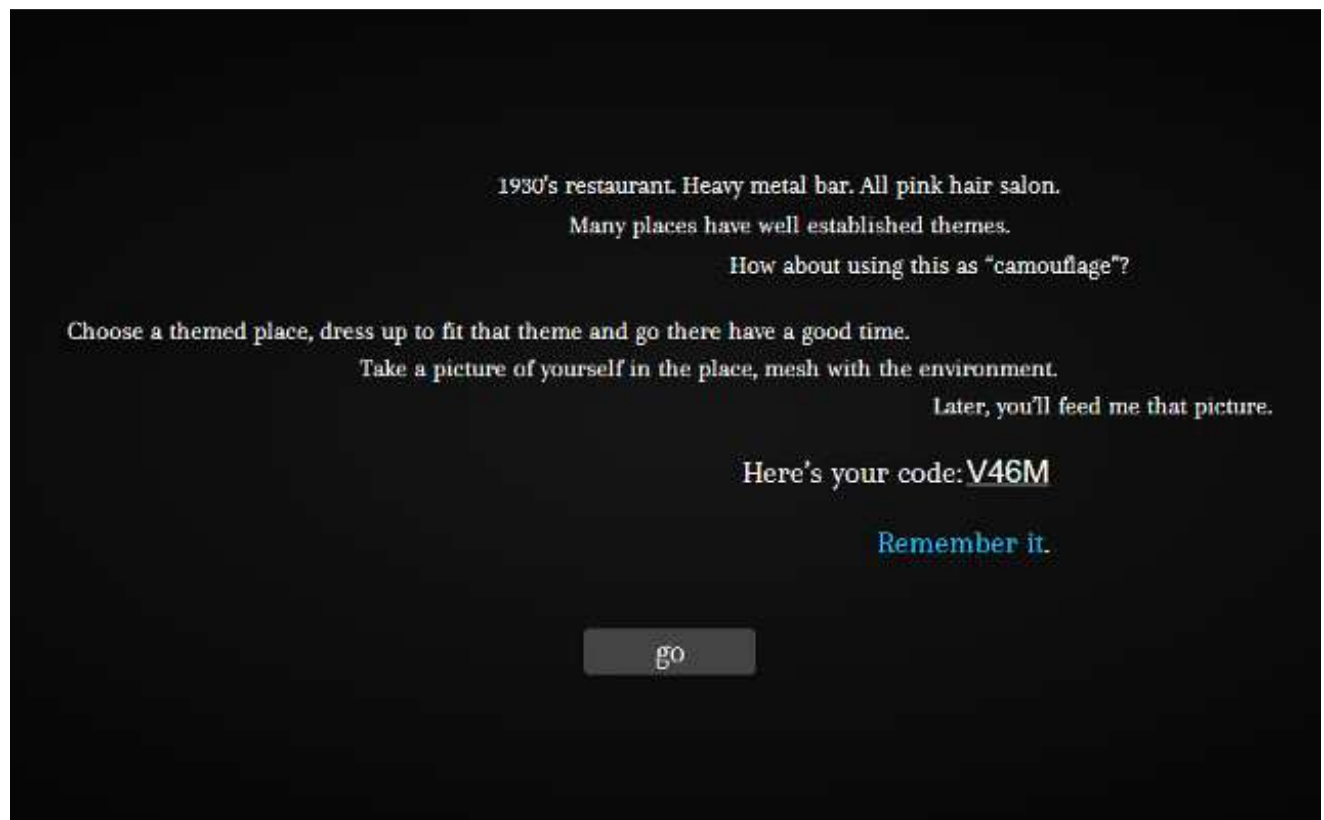 1930's restaurant. Heavy metal bar. All pink hair salon.
Many places have well established themes.
How about using this as “camouflage”?
Choose a themed place, dress up to fit that theme and go there have a good time.
Take a picture of yourself in the place, mesh with the environment.
Later, you'll feed me that picture.
Here's your code: V46M
Remember it.
go